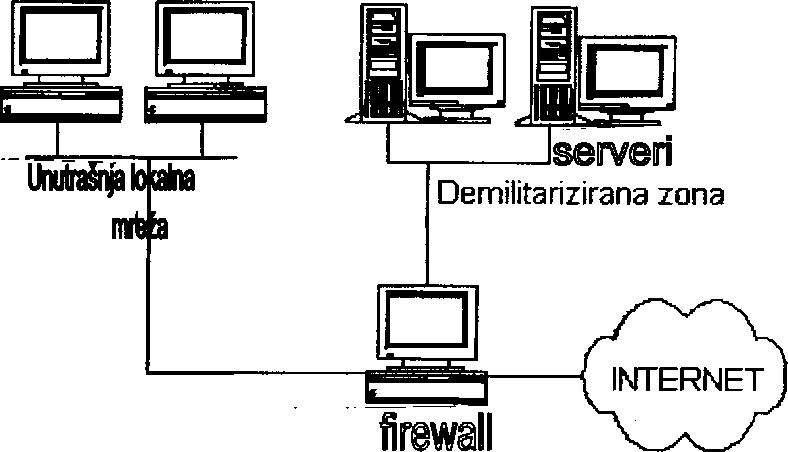 serveri
Unutrašnja lokalna
mreža
Demilitarizirana zona
INTERNET
firewall